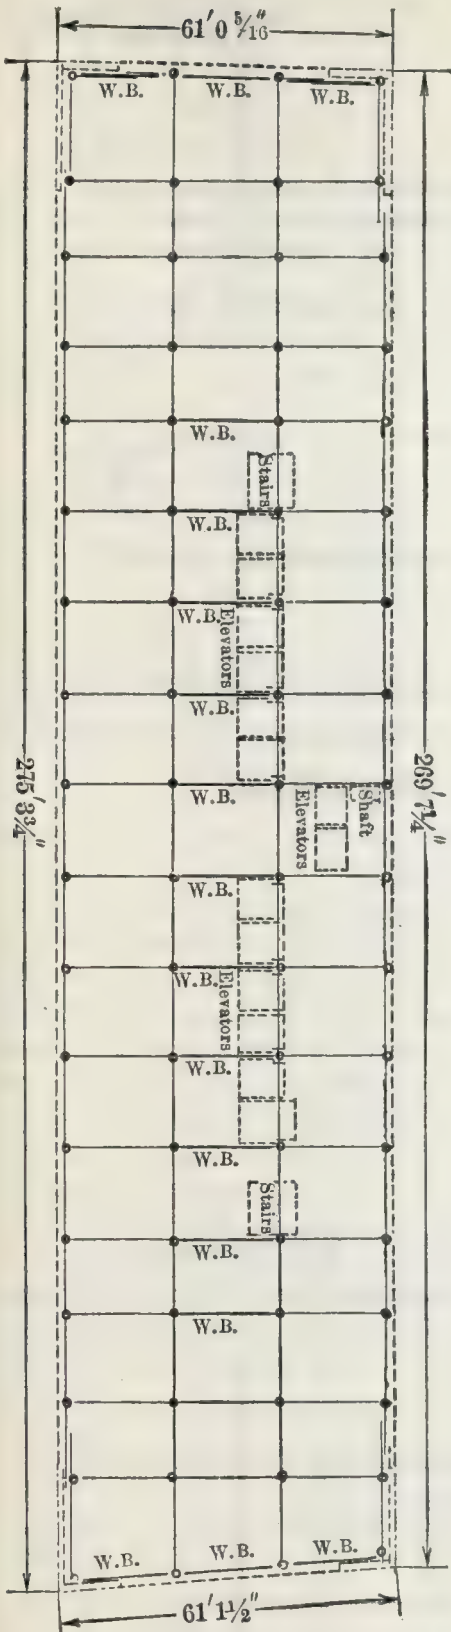 61′0 5/16″
W.B. W.B. W.B.
W.B.
Stairs
W.B.
W.B.
Elevators
W.B.
275′3¾″
269′7¼″
W.B.
Elevators
Shaft
W.B.
W.B.
Elevators
W.B.
W.B.
Stairs
W.B.
W.B.
W.B. W.B. W.B.
61′1½″